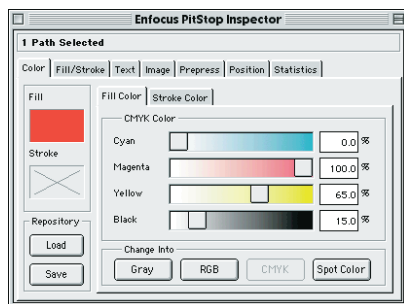 Enfocus PitStop Inspector
1 Path Selected
Color Fill/Stroke Text Image Prepress Position Statistics
Fill
Stroke
Repository
Load
Save
Fill Color Stroke Color
CMYK Color
Cyan 0.0 %
Magenta 100.0 %
Yellow 65.0 %
Black 15.0 %
Change Into
Gray RGB CMYK Spot Color